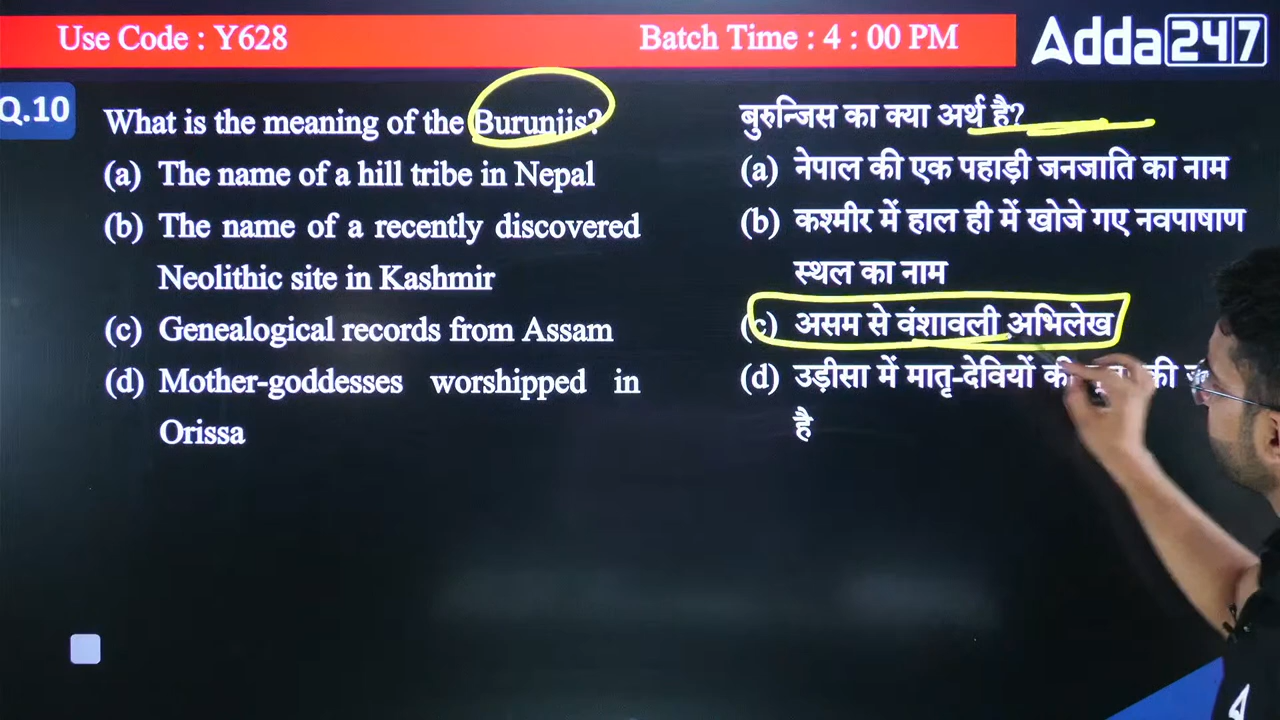 Use Code : Y628
Batch Time : 4 : 00 PM
Adda247
Q.10
What is the meaning of the Burunjis?
(a) The name of a hill tribe in Nepal
(b) The name of a recently discovered
Neolithic site in Kashmir
(c) Genealogical records from Assam
(d) Mother-goddesses worshipped in
Orissa
बुरुन्जिस का क्या अर्थ है?
(a) नेपाल की एक पहाड़ी जनजाति का नाम
(b) कश्मीर में हाल ही में खोजे गए नवपाषाण
स्थल का नाम
(c) असम से वंशावली अभिलेख
(d) उड़ीसा में मातृ-देवियों की की
है